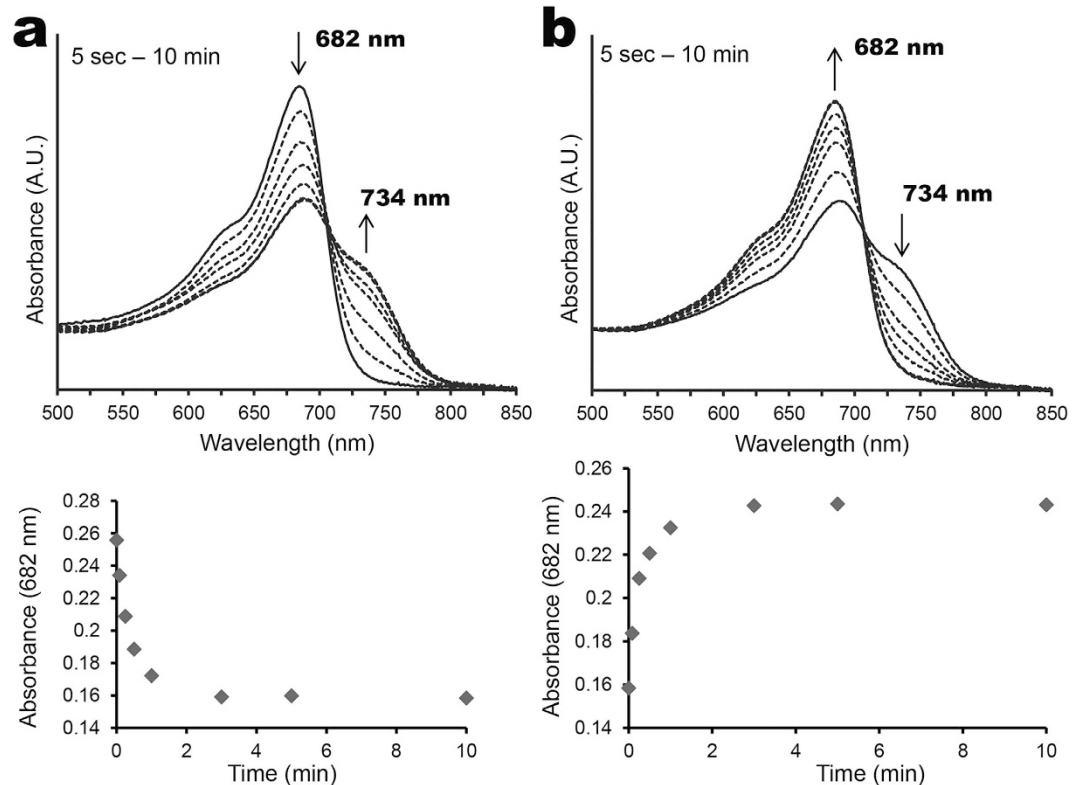 a
5 sec – 10 min
682 nm
734 nm
Absorbance (A.U.)
500 550 600 650 700 750 800 850
Wavelength (nm)
b
5 sec – 10 min
682 nm
734 nm
Absorbance (A.U.)
500 550 600 650 700 750 800 850
Wavelength (nm)
Absorbance (682 nm)
0.28
0.26
0.24
0.22
0.2
0.18
0.16
0.14
0 2 4 6 8 10
Time (min)
Absorbance (682 nm)
0.26
0.24
0.22
0.2
0.18
0.16
0.14
0 2 4 6 8 10
Time (min)